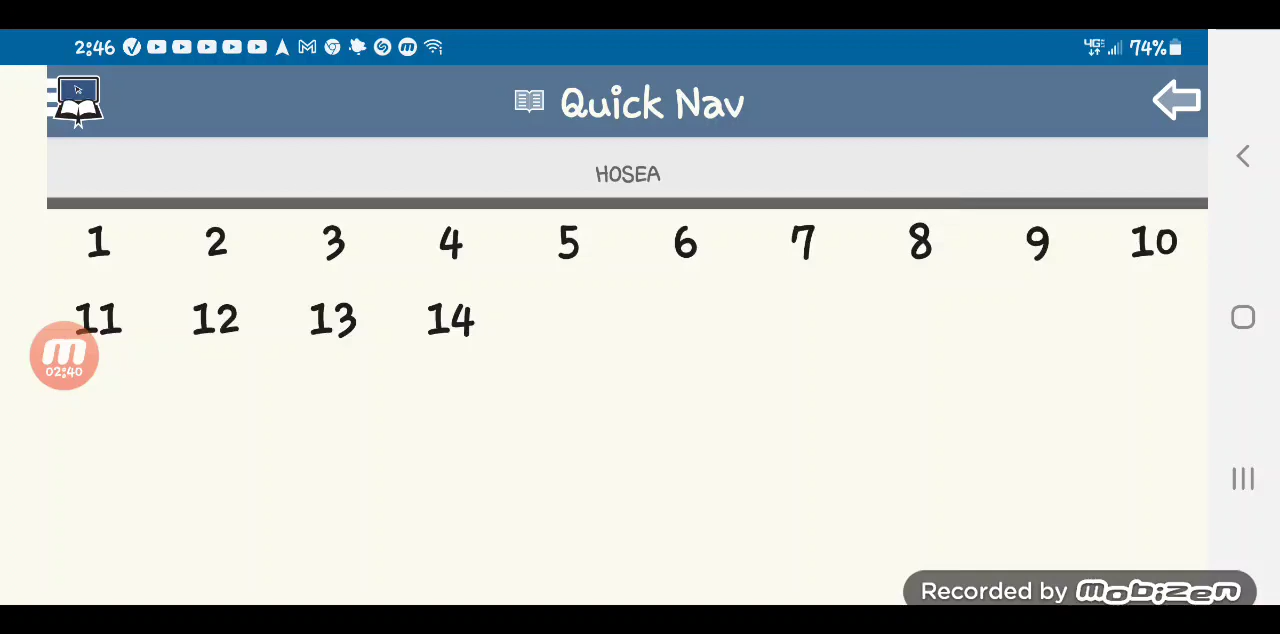 2:46 4GE 74%
Quick Nav
HOSEA
1 2 3 4 5 6 7 8 9 10
11 12 13 14
02:40
Recorded by mobizen